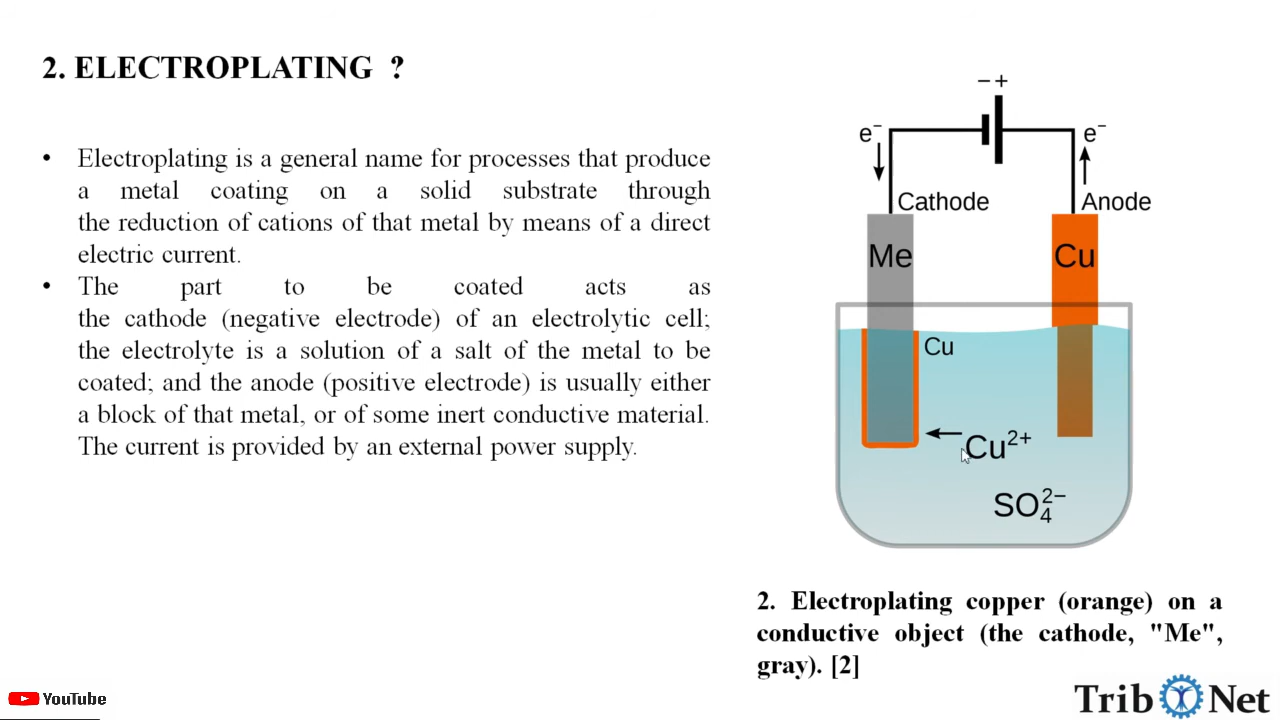 2. ELECTROPLATING ?
• Electroplating is a general name for processes that produce
a metal coating on a solid substrate through
the reduction of cations of that metal by means of a direct
electric current.
• The part to be coated acts as
the cathode (negative electrode) of an electrolytic cell;
the electrolyte is a solution of a salt of the metal to be
coated; and the anode (positive electrode) is usually either
a block of that metal, or of some inert conductive material.
The current is provided by an external power supply.
− +
e⁻ e⁻
Cathode Anode
Me Cu
Cu
Cu²⁺
SO₄²⁻
2. Electroplating copper (orange) on a
conductive object (the cathode, "Me",
gray). [2]
YouTube
Trib Net